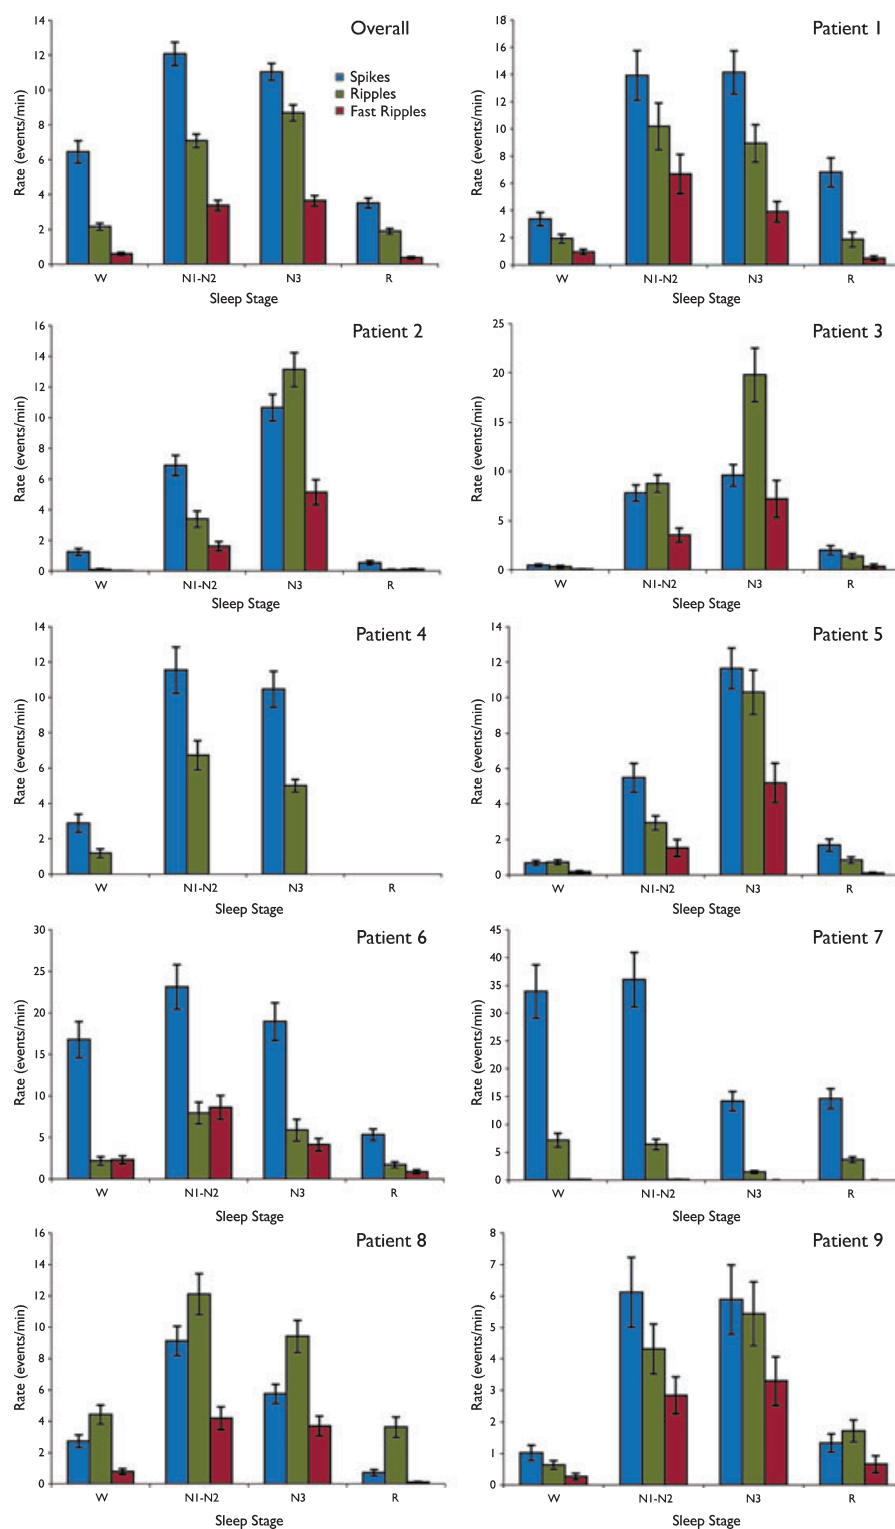 Overall
Rate (events/min)
14
12
10
8
6
4
2
0
Spikes
Ripples
Fast Ripples
W N1-N2 N3 R
Sleep Stage
Patient 1
Rate (events/min)
18
16
14
12
10
8
6
4
2
0
W N1-N2 N3 R
Sleep Stage
Patient 2
Rate (events/min)
16
14
12
10
8
6
4
2
0
W N1-N2 N3 R
Sleep Stage
Patient 3
Rate (events/min)
25
20
15
10
5
0
W N1-N2 N3 R
Sleep Stage
Patient 4
Rate (events/min)
14
12
10
8
6
4
2
0
W N1-N2 N3 R
Sleep Stage
Patient 5
Rate (events/min)
14
12
10
8
6
4
2
0
W N1-N2 N3 R
Sleep Stage
Patient 6
Rate (events/min)
30
25
20
15
10
5
0
W N1-N2 N3 R
Sleep Stage
Patient 7
Rate (events/min)
45
40
35
30
25
20
15
10
5
0
W N1-N2 N3 R
Sleep Stage
Patient 8
Rate (events/min)
16
14
12
10
8
6
4
2
0
W N1-N2 N3 R
Sleep Stage
Patient 9
Rate (events/min)
8
7
6
5
4
3
2
1
0
W N1-N2 N3 R
Sleep Stage